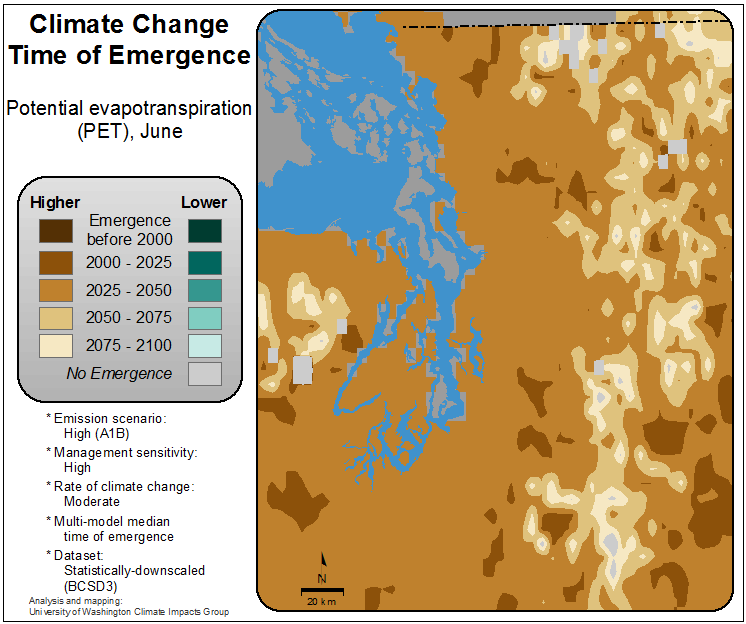 Climate Change
Time of Emergence
Potential evapotranspiration
(PET), June
Higher Lower
Emergence
before 2000
2000 - 2025
2025 - 2050
2050 - 2075
2075 - 2100
No Emergence
* Emission scenario:
High (A1B)
* Management sensitivity:
High
* Rate of climate change:
Moderate
* Multi-model median
time of emergence
* Dataset:
Statistically-downscaled
(BCSD3)
Analysis and mapping:
University of Washington Climate Impacts Group
N
20 km